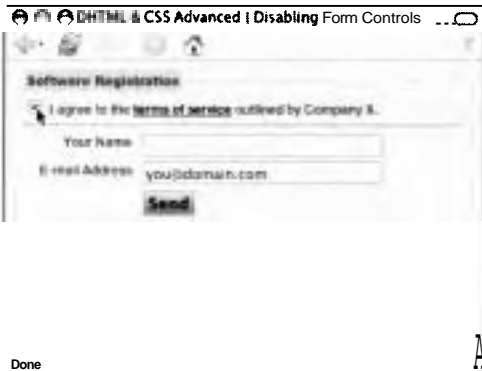 DHTML & CSS Advanced | Disabling Form Controls
Software Registration
I agree to the terms of service outlined by Company X.
Your Name
E-mail Address
you@domain.com
Send
Done
A